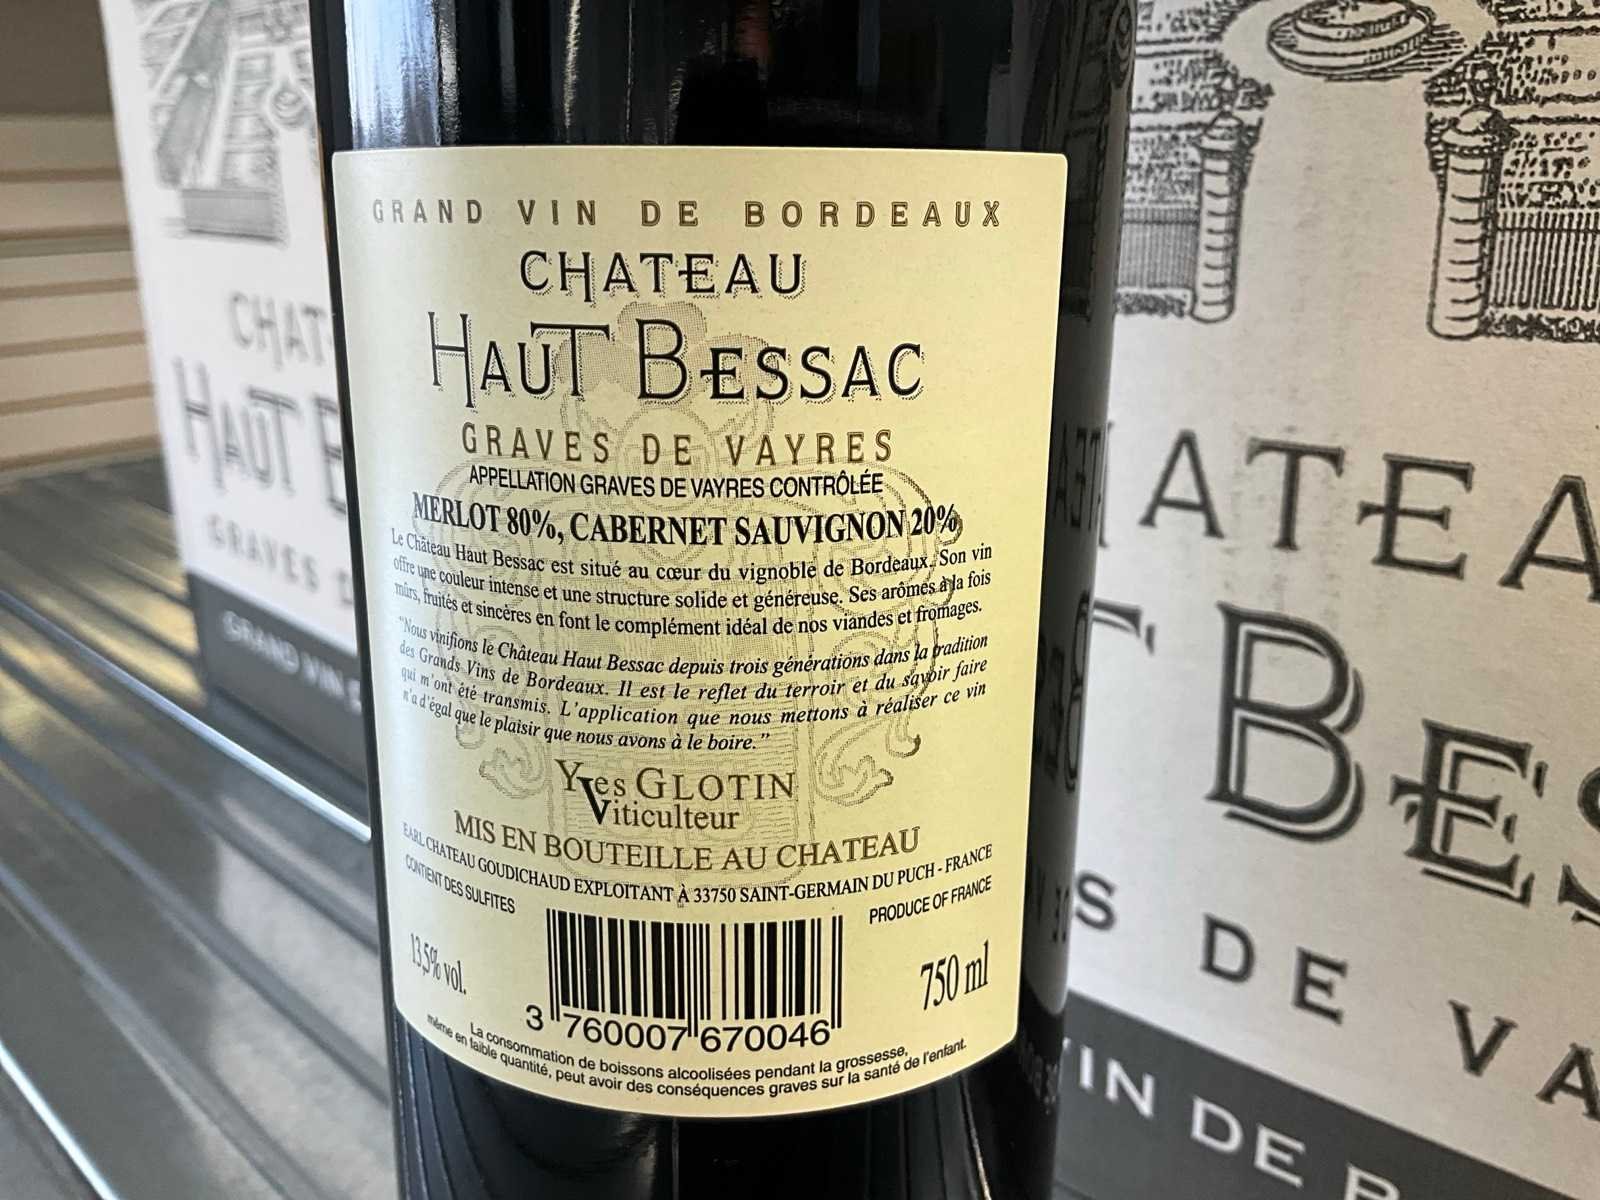 GRAND VIN DE BORDEAUX
CHATEAU
HAUT BESSAC
GRAVES DE VAYRES
APPELLATION GRAVES DE VAYRES CONTRÔLÉE
MERLOT 80%, CABERNET SAUVIGNON 20%
Le Château Haut Bessac est situé au cœur du vignoble de Bordeaux. Son vin
offre une couleur intense et une structure solide et généreuse. Ses arômes à la fois
mûrs, fruités et sincères en font le complément idéal de nos viandes et fromages.
"Nous vinifions le Château Haut Bessac depuis trois générations dans la tradition
des Grands Vins de Bordeaux. Il est le reflet du terroir et du savoir faire
qui m'ont été transmis. L'application que nous mettons à réaliser ce vin
n'a d'égal que le plaisir que nous avons à le boire."
Yves GLOTIN
Viticulteur
MIS EN BOUTEILLE AU CHATEAU
EARL CHATEAU GOUDICHAUD EXPLOITANT À 33750 SAINT-GERMAIN DU PUCH - FRANCE
CONTIENT DES SULFITES
PRODUCE OF FRANCE
13,5% vol.
750 ml
3 760007 670046
La consommation de boissons alcoolisées pendant la grossesse,
même en faible quantité, peut avoir des conséquences graves sur la santé de l'enfant.
CHAT
HAUT B
GRAVES D
GRAND VIN
HATEA
T BES
S DE VA
VIN DE B